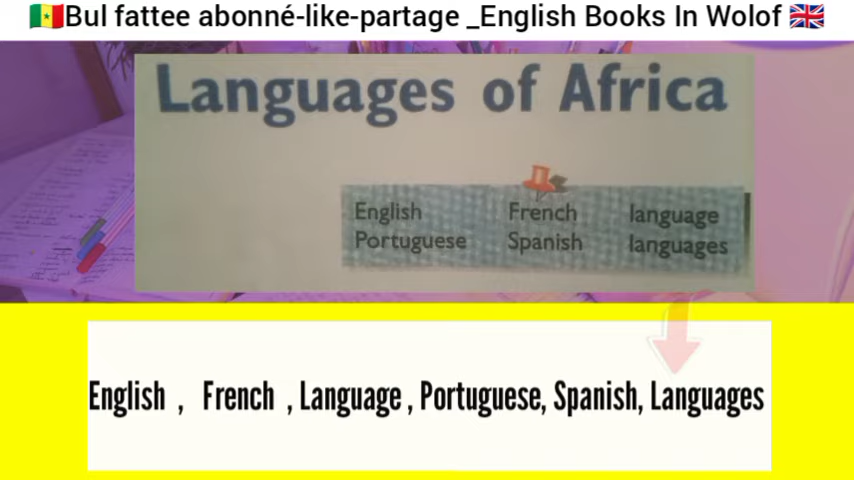 🇸🇳Bul fattee abonné-like-partage _English Books In Wolof 🇬🇧
Languages of Africa
English French language
Portuguese Spanish languages
English , French , Language , Portuguese, Spanish, Languages